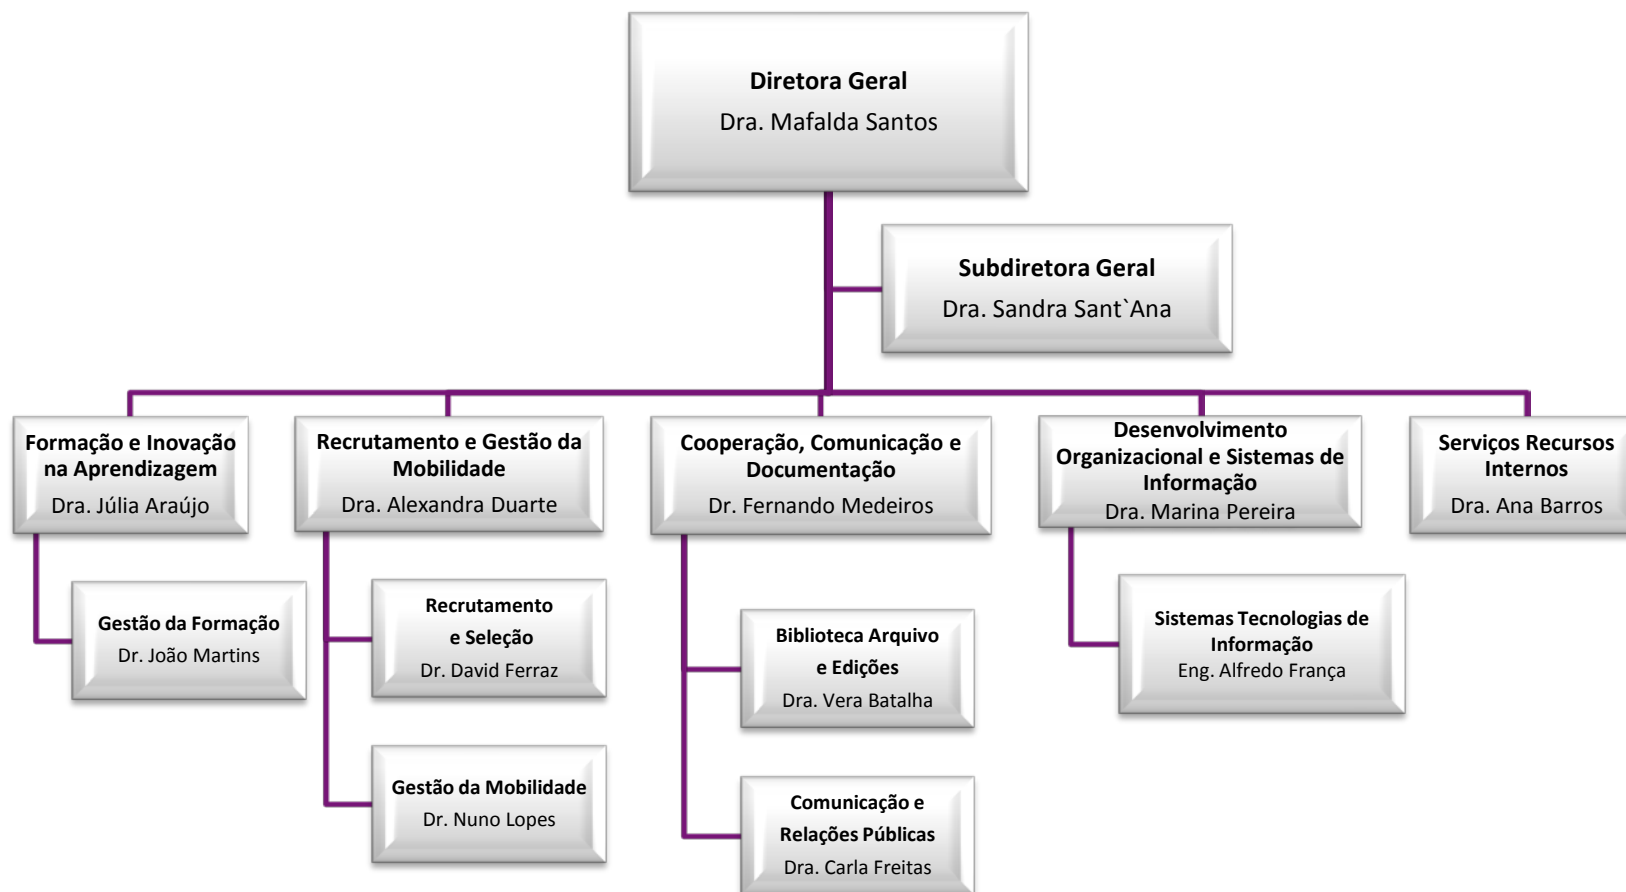 Diretora Geral
Dra. Mafalda Santos
Subdiretora Geral
Dra. Sandra Sant`Ana
Formação e Inovação
na Aprendizagem
Dra. Júlia Araújo
Recrutamento e Gestão da
Mobilidade
Dra. Alexandra Duarte
Cooperação, Comunicação e
Documentação
Dr. Fernando Medeiros
Desenvolvimento
Organizacional e Sistemas de
Informação
Dra. Marina Pereira
Serviços Recursos
Internos
Dra. Ana Barros
Gestão da Formação
Dr. João Martins
Recrutamento
e Seleção
Dr. David Ferraz
Gestão da Mobilidade
Dr. Nuno Lopes
Biblioteca Arquivo
e Edições
Dra. Vera Batalha
Comunicação e
Relações Públicas
Dra. Carla Freitas
Sistemas Tecnologias de
Informação
Eng. Alfredo França